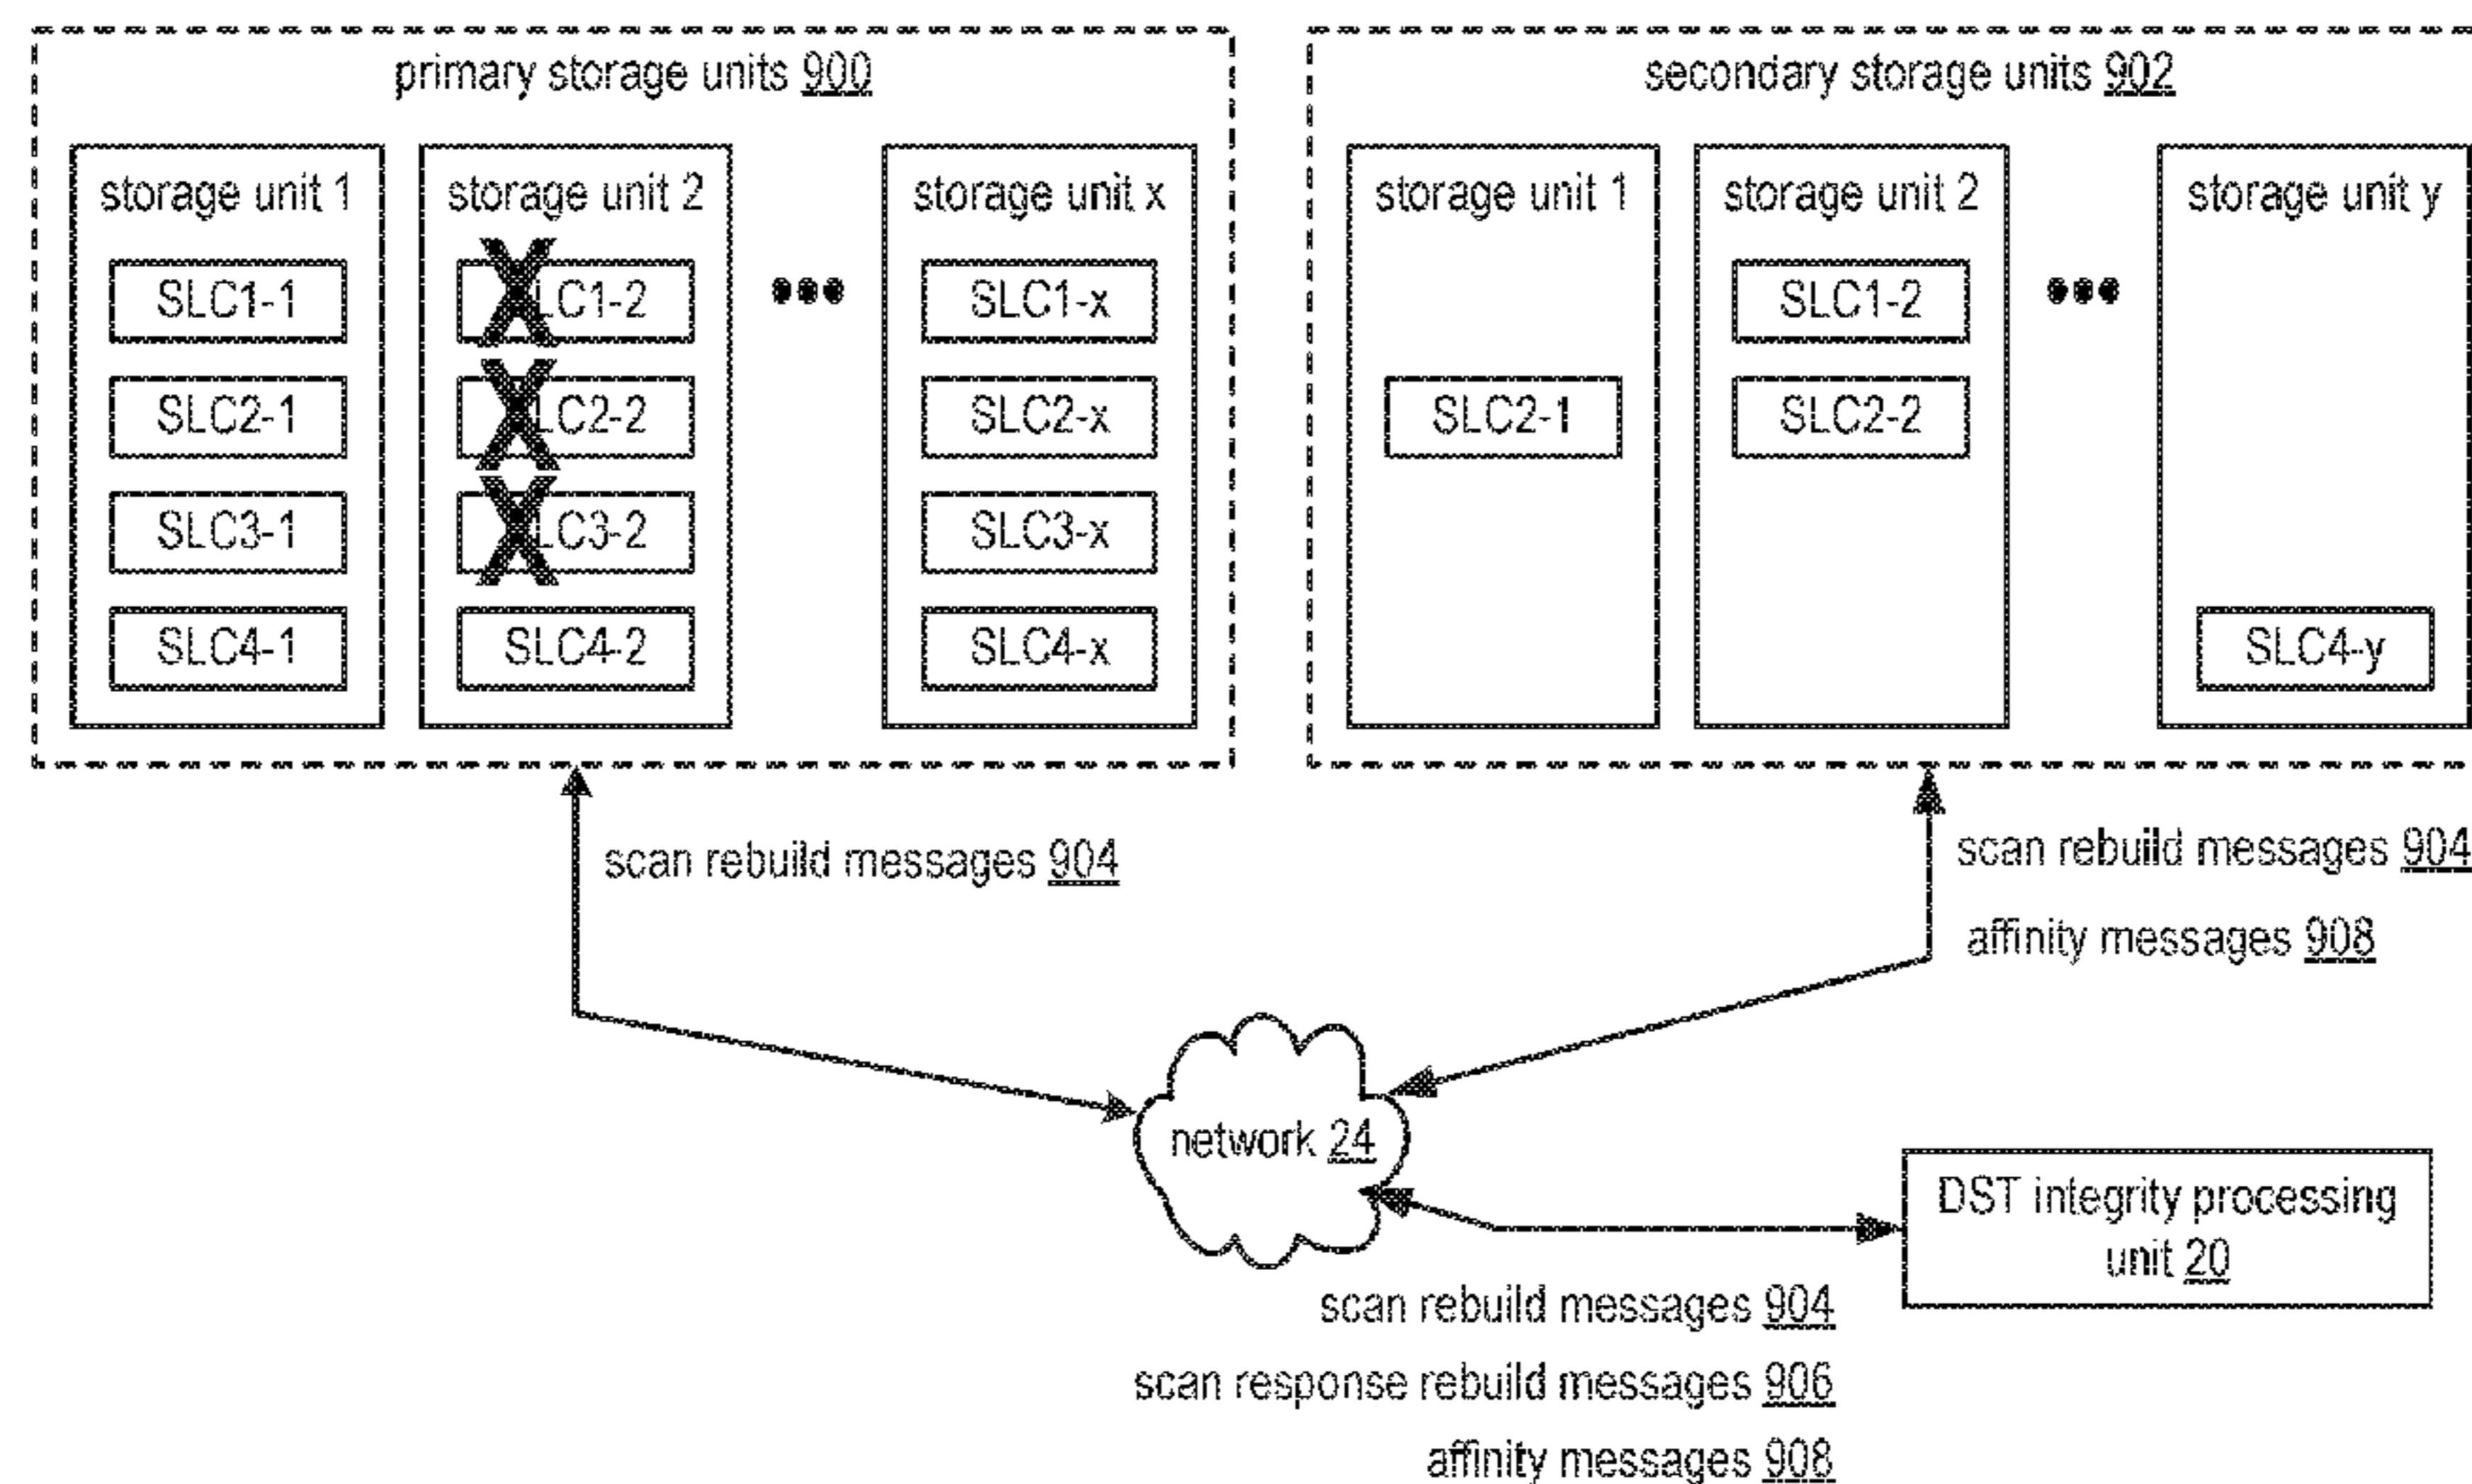 primary storage units 900
storage unit 1
SLC1-1
SLC2-1
SLC3-1
SLC4-1
storage unit 2
X LC1-2
X LC2-2
X LC3-2
SLC4-2
...
storage unit x
SLC1-x
SLC2-x
SLC3-x
SLC4-x
secondary storage units 902
storage unit 1
SLC2-1
storage unit 2
SLC1-2
SLC2-2
...
storage unit y
SLC4-y
scan rebuild messages 904
scan rebuild messages 904
affinity messages 908
network 24
DST integrity processing
unit 20
scan rebuild messages 904
scan response rebuild messages 906
affinity messages 908